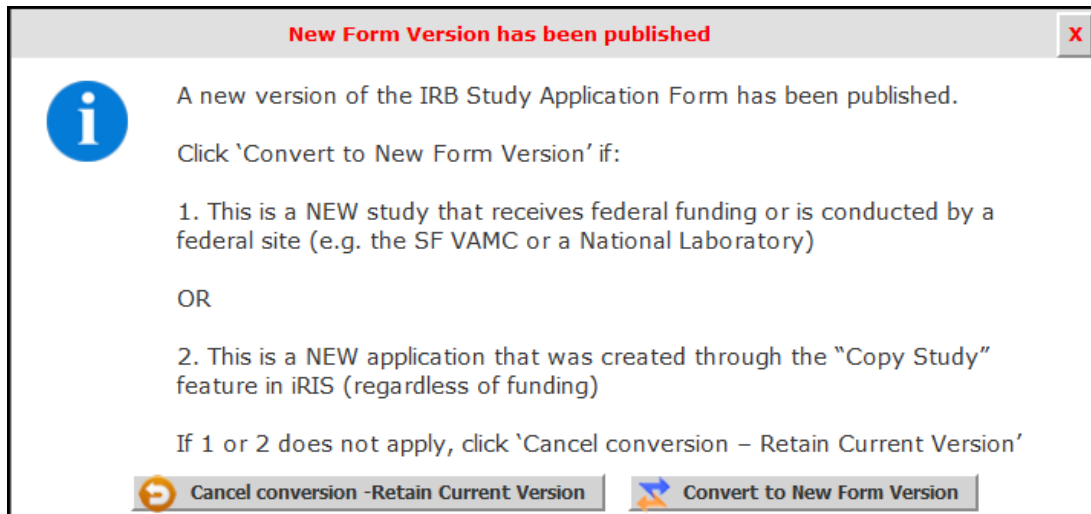 New Form Version has been published
X
i
A new version of the IRB Study Application Form has been published.
Click ‘Convert to New Form Version’ if:
1. This is a NEW study that receives federal funding or is conducted by a
federal site (e.g. the SF VAMC or a National Laboratory)
OR
2. This is a NEW application that was created through the “Copy Study”
feature in iRIS (regardless of funding)
If 1 or 2 does not apply, click ‘Cancel conversion – Retain Current Version’
Cancel conversion -Retain Current Version
Convert to New Form Version